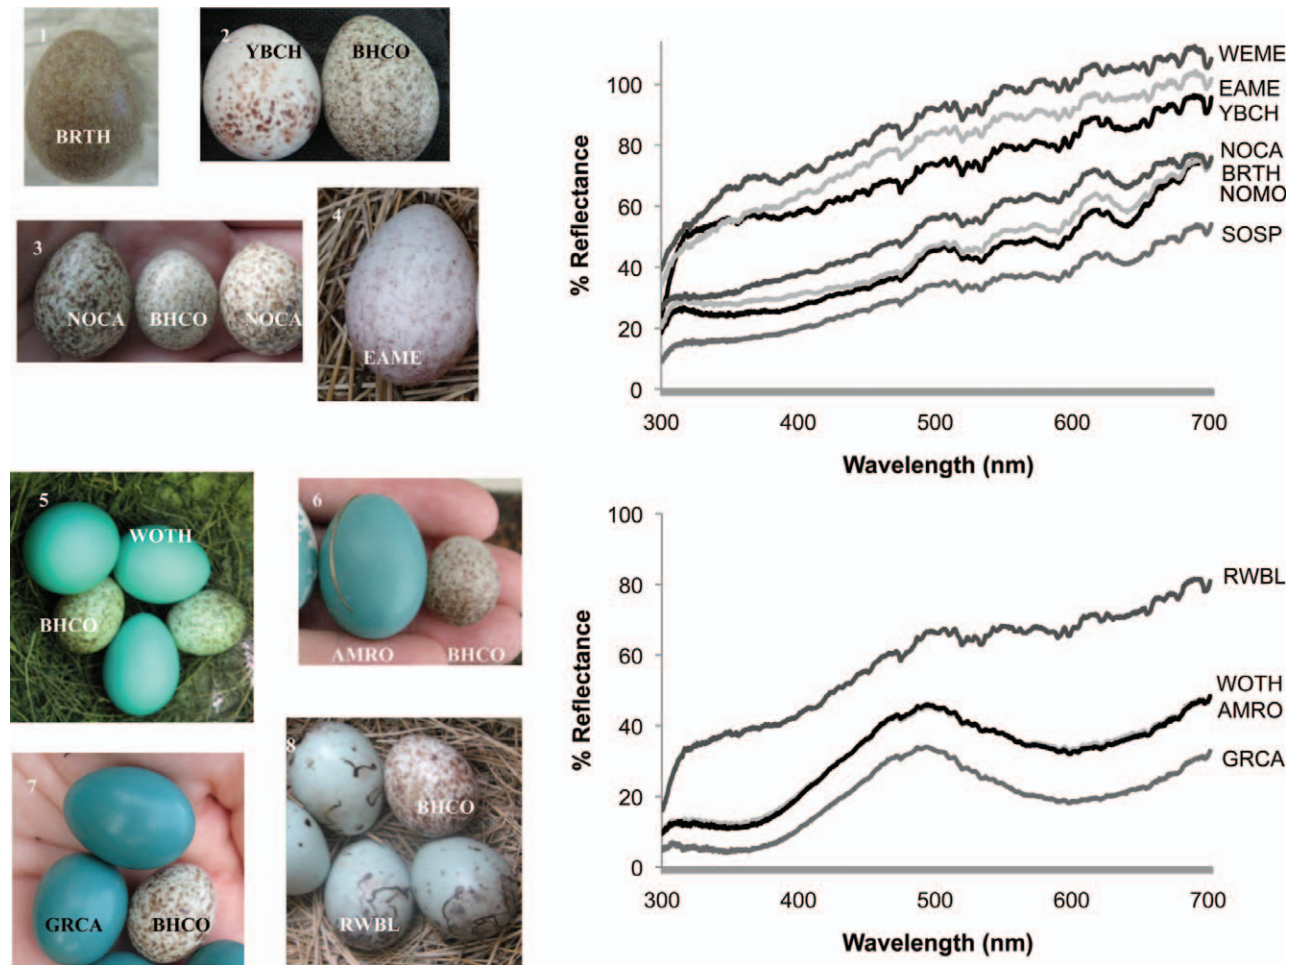 1
BRTH
2
YBCH
BHCO
3
NOCA
BHCO
NOCA
4
EAME
5
WOTH
BHCO
6
AMRO
BHCO
7
GRCA
BHCO
8
BHCO
RWBL
% Reflectance
100
80
60
40
20
0
300 400 500 600 700
Wavelength (nm)
WEME
EAME
YBCH
NOCA
BRTH
NOMO
SOSP
% Reflectance
100
80
60
40
20
0
300 400 500 600 700
Wavelength (nm)
RWBL
WOTH
AMRO
GRCA